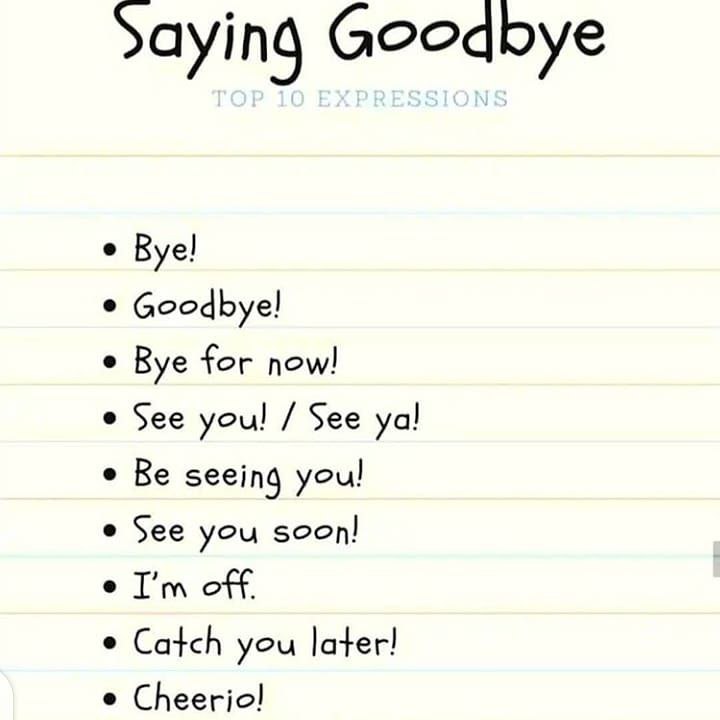 Saying Goodbye
TOP 10 EXPRESSIONS
• Bye!
• Goodbye!
• Bye for now!
• See you! / See ya!
• Be seeing you!
• See you soon!
• I'm off.
• Catch you later!
• Cheerio!